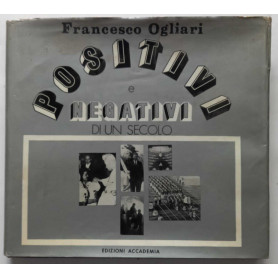 Francesco Ogliari
POSITIVI
e
NEGATIVI
DI UN SECOLO
EDIZIONI ACCADEMIA